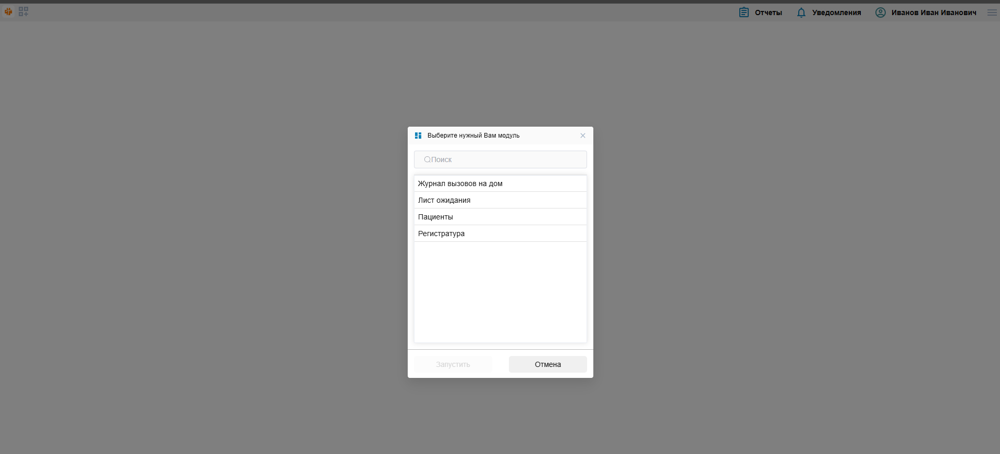 Отчеты
Уведомления
Иванов Иван Иванович
Выберите нужный Вам модуль
Поиск
Журнал вызовов на дом
Лист ожидания
Пациенты
Регистратура
Запустить
Отмена